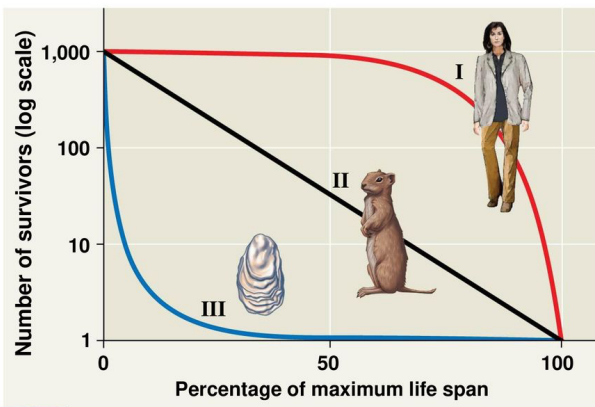 Number of survivors (log scale)
1,000
100
10
1
I
II
III
0
50
100
Percentage of maximum life span